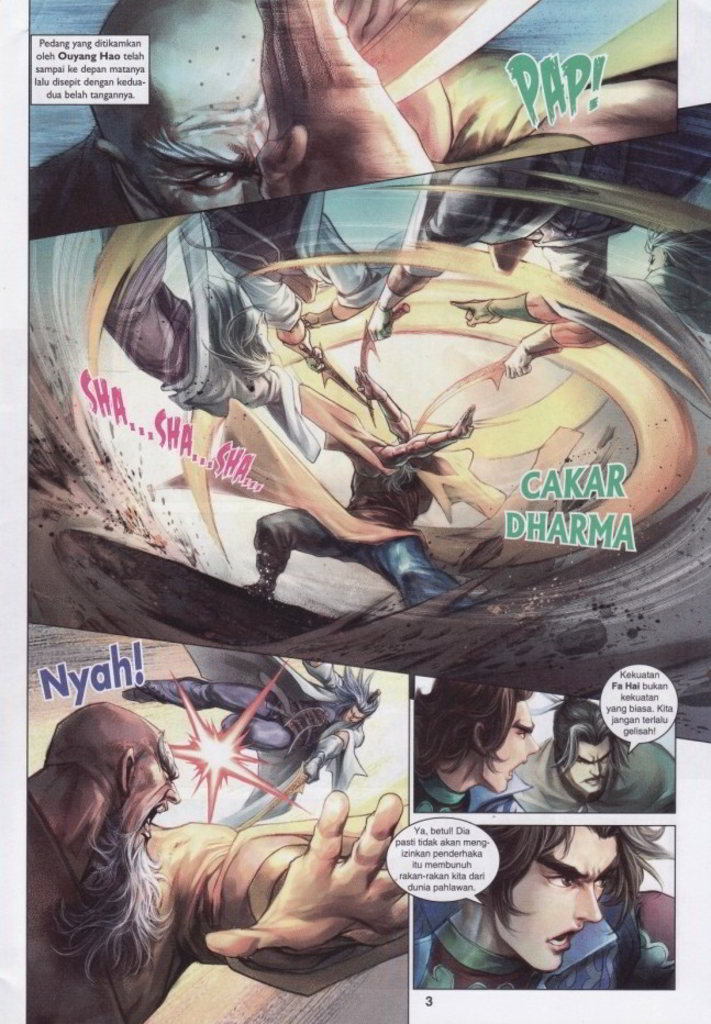 Pedang yang ditikamkan
oleh Ouyang Hao telah
sampai ke depan matanya
lalu disepit dengan kedua-
dua belah tangannya.
PAP!
SHA...SHA...SHA...
CAKAR
DHARMA
Nyah!
Kekuatan
Fa Hai bukan
kekuatan
yang biasa. Kita
jangan terlalu
gelisah!
Ya, betul! Dia
pasti tidak akan meng-
izinkan penderhaka
itu membunuh
rakan-rakan kita dari
dunia pahlawan.
3